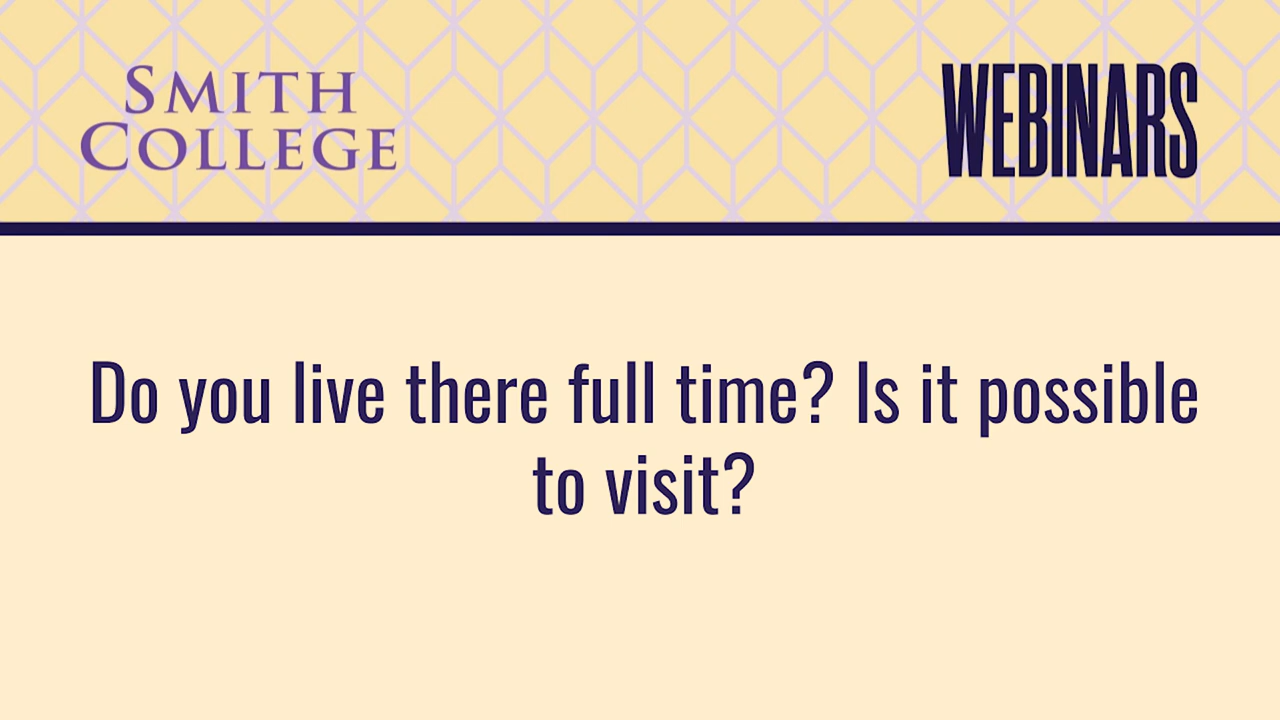 SMITH
COLLEGE
WEBINARS
Do you live there full time? Is it possible
to visit?